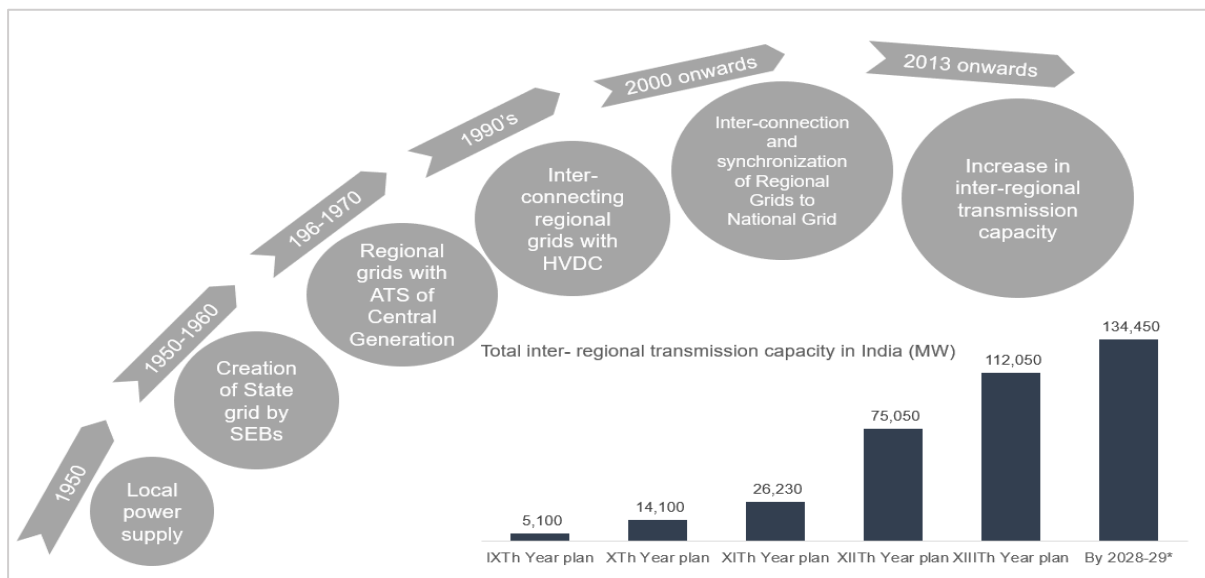 1950
Local
power
supply
1950-1960
Creation
of State
grid by
SEBs
196-1970
Regional
grids with
ATS of
Central
Generation
1990's
Inter-
connecting
regional
grids with
HVDC
2000 onwards
Inter-connection
and
synchronization
of Regional
Grids to
National Grid
2013 onwards
Increase in
inter-regional
transmission
capacity
Total inter- regional transmission capacity in India (MW)
5,100
14,100
26,230
75,050
112,050
134,450
IXTh Year plan
XTh Year plan
XITh Year plan
XIITh Year plan
XIIITh Year plan
By 2028-29*